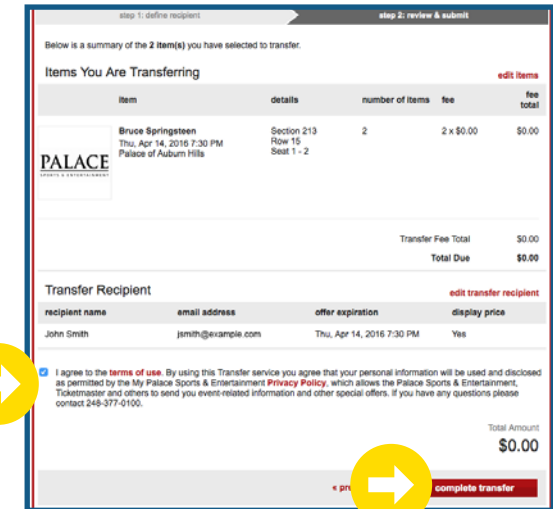 step 1: define recipient step 2: review & submit
Below is a summary of the 2 item(s) you have selected to transfer.
Items You Are Transferring edit items
item details number of items fee fee total
Bruce Springsteen Section 213 2 2 x $0.00 $0.00
Thu, Apr 14, 2016 7:30 PM Row 15
Palace of Auburn Hills Seat 1 - 2
PALACE
SPORTS & ENTERTAINMENT
Transfer Fee Total $0.00
Total Due $0.00
Transfer Recipient edit transfer recipient
recipient name email address offer expiration display price
John Smith jsmith@example.com Thu, Apr 14, 2016 7:30 PM Yes
I agree to the terms of use. By using this Transfer service you agree that your personal information will be used and disclosed
as permitted by the My Palace Sports & Entertainment Privacy Policy, which allows the Palace Sports & Entertainment,
Ticketmaster and others to send you event-related information and other special offers. If you have any questions please
contact 248-377-0100.
Total Amount
$0.00
« pre complete transfer